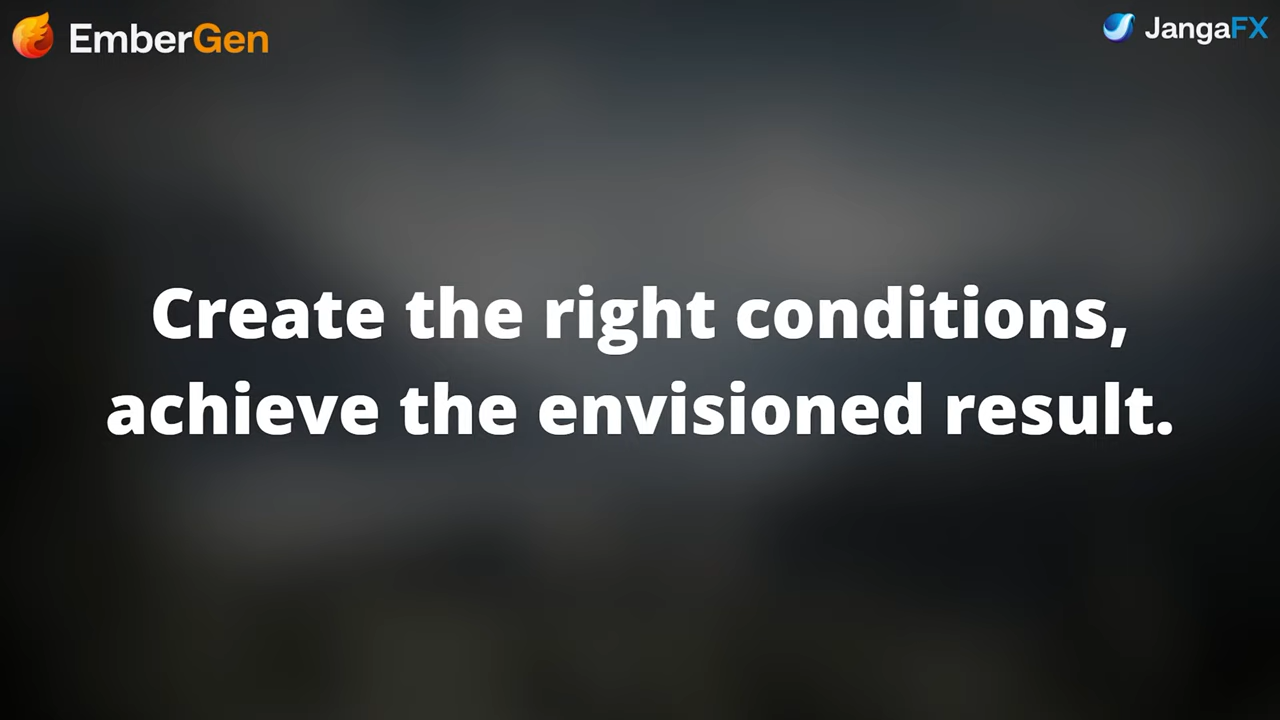 EmberGen
JangaFX
Create the right conditions,
achieve the envisioned result.